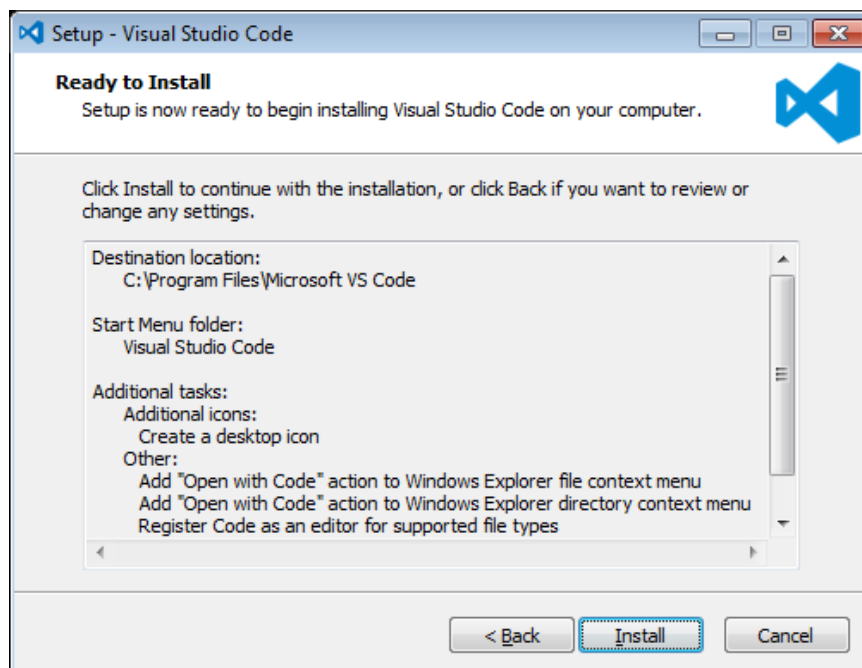 Setup - Visual Studio Code
Ready to Install
Setup is now ready to begin installing Visual Studio Code on your computer.
Click Install to continue with the installation, or click Back if you want to review or
change any settings.
Destination location:
C:\Program Files\Microsoft VS Code
Start Menu folder:
Visual Studio Code
Additional tasks:
Additional icons:
Create a desktop icon
Other:
Add "Open with Code" action to Windows Explorer file context menu
Add "Open with Code" action to Windows Explorer directory context menu
Register Code as an editor for supported file types
< Back
Install
Cancel